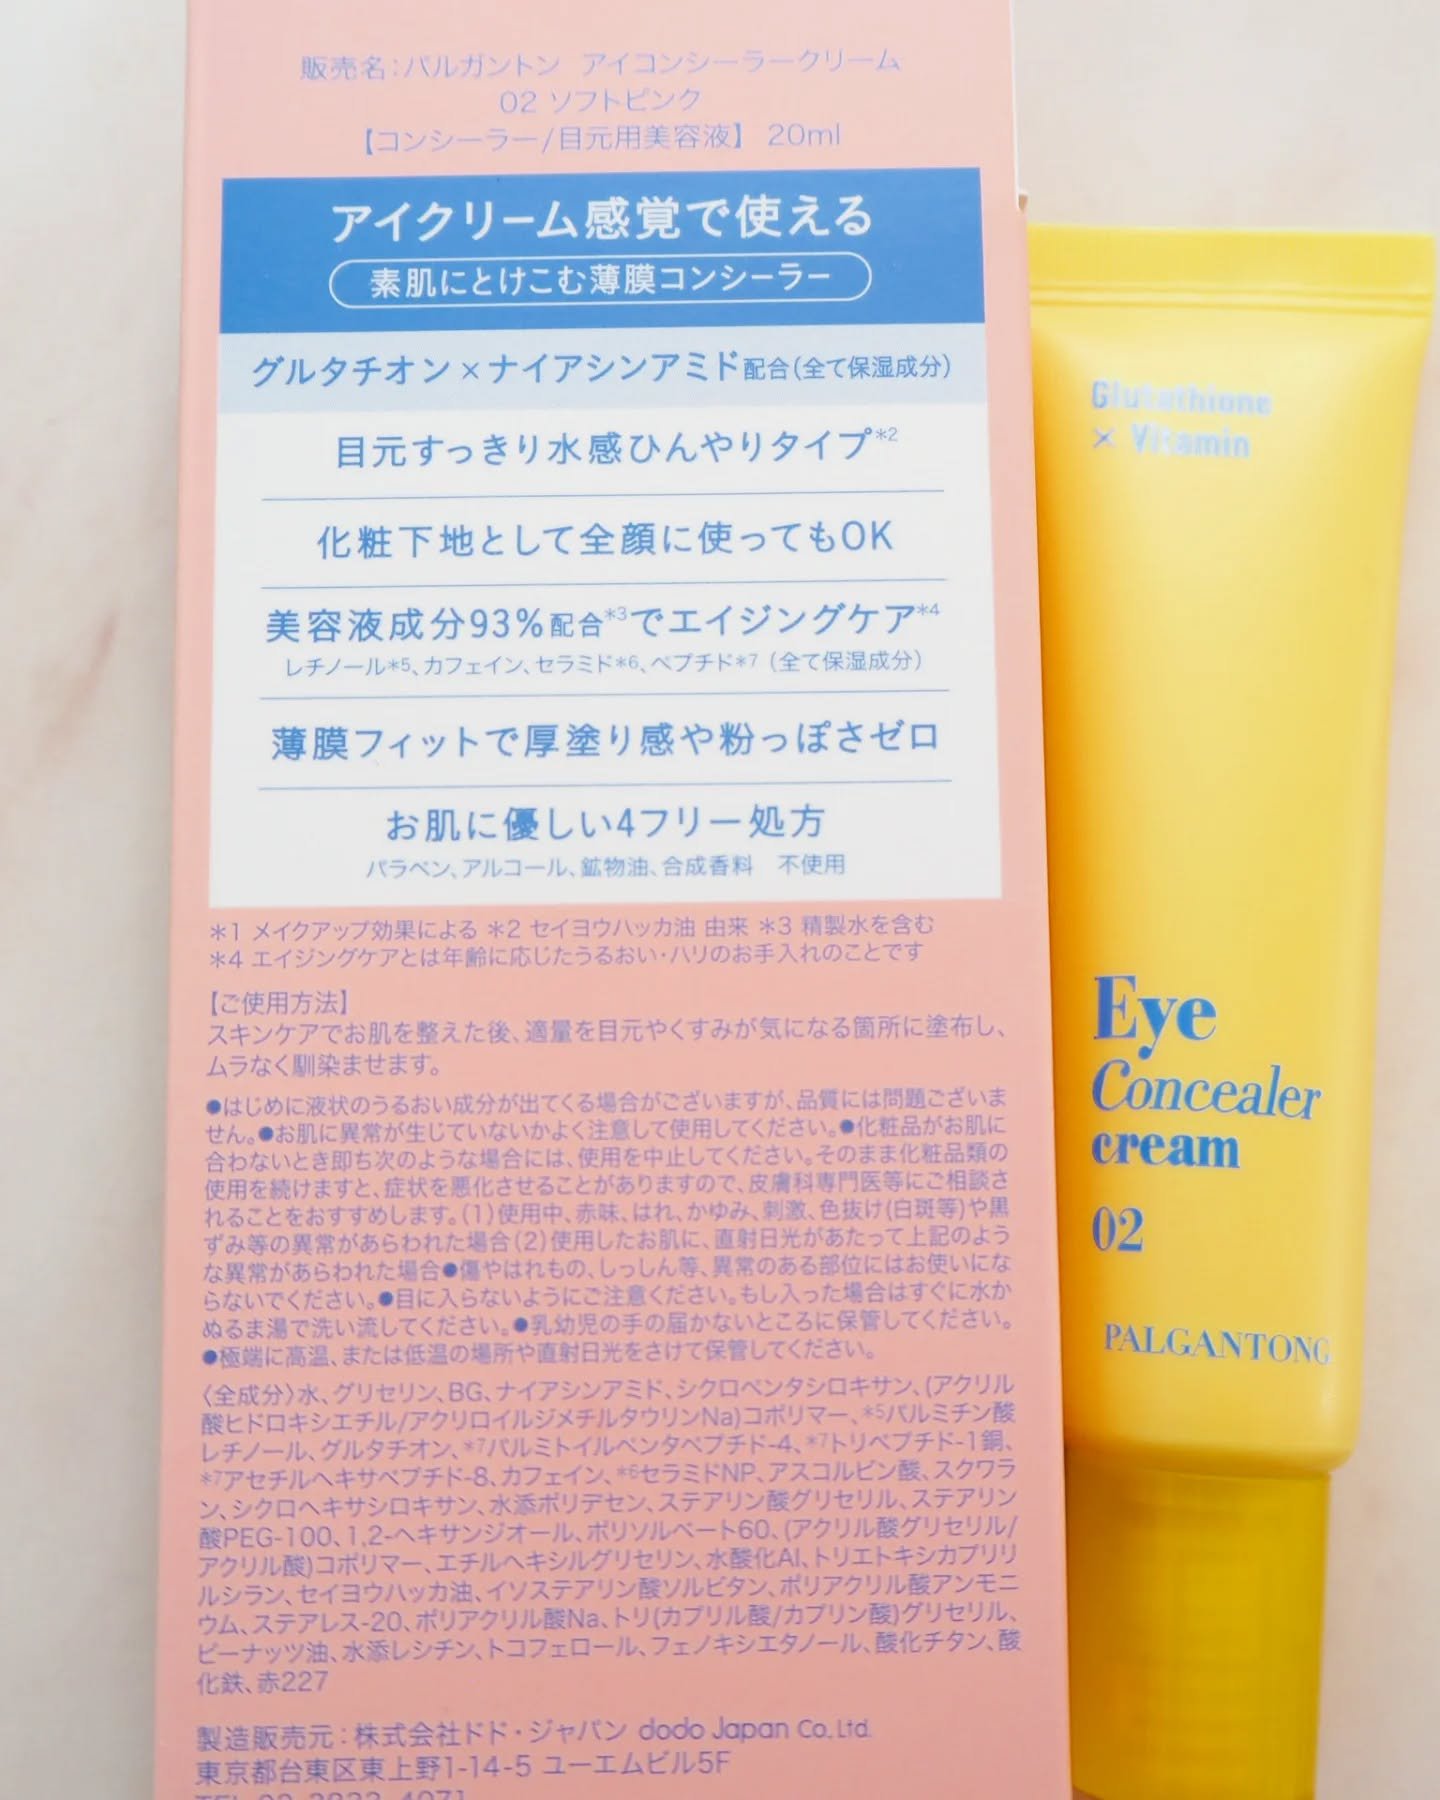 販売名:パルガントン アイコンシーラークリーム
02 ソフトピンク
【コンシーラー/目元用美容液】 20ml
アイクリーム感覚で使える
素肌にとけこむ薄膜コンシーラー
グルタチオン×ナイアシンアミド配合(全て保湿成分)
目元すっきり水感ひんやりタイプ*2
化粧下地として全顔に使ってもOK
美容液成分93%配合*3でエイジングケア*4
レチノール*5、カフェイン、セラミド*6、ペプチド*7 (全て保湿成分)
薄膜フィットで厚塗り感や粉っぽさゼロ
お肌に優しい4フリー処方
パラベン、アルコール、鉱物油、合成香料 不使用
*1 メイクアップ効果による *2 セイヨウハッカ油 由来 *3 精製水を含む
*4 エイジングケアとは年齢に応じたうるおい・ハリのお手入れのことです
【ご使用方法】
スキンケアでお肌を整えた後、適量を目元やくすみが気になる箇所に塗布し、
ムラなく馴染ませます。
●はじめに液状のうるおい成分が出てくる場合がございますが、品質には問題ございま
せん。●お肌に異常が生じていないかよく注意して使用してください。●化粧品がお肌に
合わないとき即ち次のような場合には、使用を中止してください。そのまま化粧品類の
使用を続けますと、症状を悪化させることがありますので、皮膚科専門医等にご相談さ
れることをおすすめします。(1)使用中、赤味、はれ、かゆみ、刺激、色抜け(白斑等)や黒
ずみ等の異常があらわれた場合(2)使用したお肌に、直射日光があたって上記のよう
な異常があらわれた場合●傷やはれもの、しっしん等、異常のある部位にはお使いにな
らないでください。●目に入らないようにご注意ください。もし入った場合はすぐに水か
ぬるま湯で洗い流してください。●乳幼児の手の届かないところに保管してください。
●極端に高温、または低温の場所や直射日光をさけて保管してください。
〈全成分〉水、グリセリン、BG、ナイアシンアミド、シクロペンタシロキサン、(アクリル
酸ヒドロキシエチル/アクリロイルジメチルタウリンNa)コポリマー、*5パルミチン酸
レチノール、グルタチオン、*7パルミトイルペンタペプチド-4、*7トリペプチド-1銅、
*7アセチルヘキサペプチド-8、カフェイン、*6セラミドNP、アスコルビン酸、スクワラ
ン、シクロヘキサシロキサン、水添ポリデセン、ステアリン酸グリセリル、ステアリン
酸PEG-100、1,2-ヘキサンジオール、ポリソルベート60、(アクリル酸グリセリル/
アクリル酸)コポリマー、エチルヘキシルグリセリン、水酸化Al、トリエトキシカプリリ
ルシラン、セイヨウハッカ油、イソステアリン酸ソルビタン、ポリアクリル酸アンモニ
ウム、ステアレス-20、ポリアクリル酸Na、トリ(カプリル酸/カプリン酸)グリセリル、
ピーナッツ油、水添レシチン、トコフェロール、フェノキシエタノール、酸化チタン、酸
化鉄、赤227
製造販売元:株式会社ドド・ジャパン dodo Japan Co., Ltd.
東京都台東区東上野1-14-5 ユーエムビル5F
Glutathione
× Vitamin
Eye
Concealer
cream
02
PALGANTONG